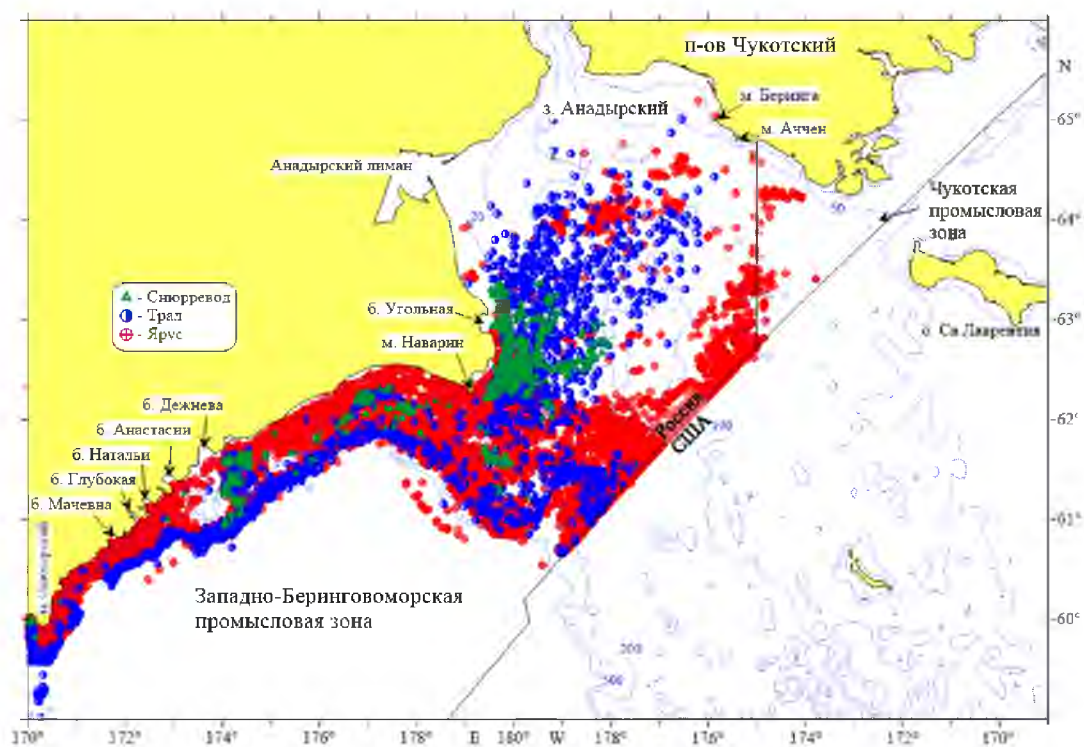 п-ов Чукотский
N
м. Беринга
з. Анадырский
-65°
м. Аччен
Анадырский лиман
Чукотская
промысловая
зона
50
-64°
- Снюрревод
- Трал
- Ярус
б. Угольная
-63°
о. Св. Лаврентия
м. Наварин
б. Дежнева
Россия
США
-62°
б. Анастасии
б. Натальи
б. Глубокая
б. Мачевна
-61°
Западно-Беринговоморская
промысловая зона
-60°
200
170° 172° 174° 176° 178° E 180° W 178° 176° 174° 172° 170°